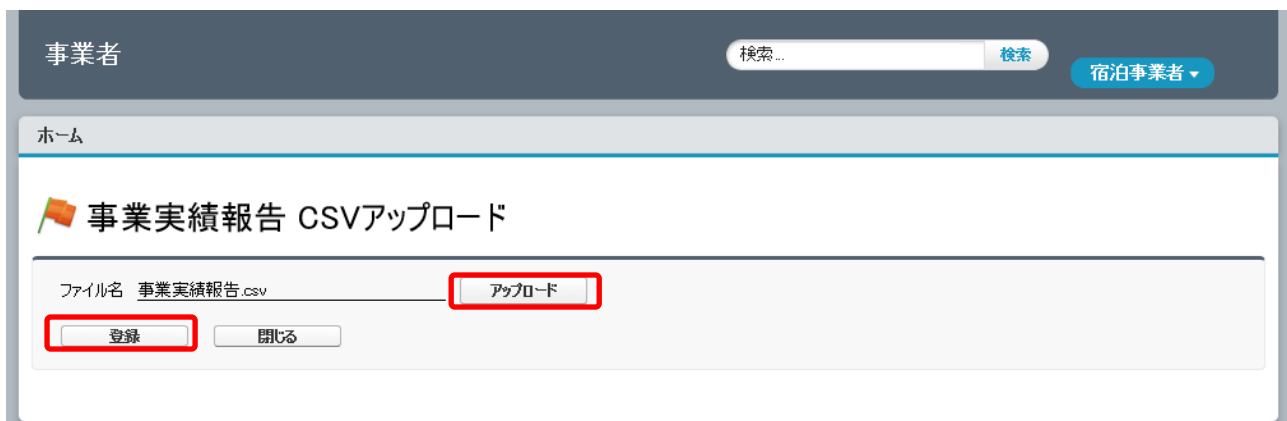 事業者
検索...
検索
宿泊事業者
ホーム
事業実績報告 CSVアップロード
ファイル名 事業実績報告.csv アップロード
登録 閉じる